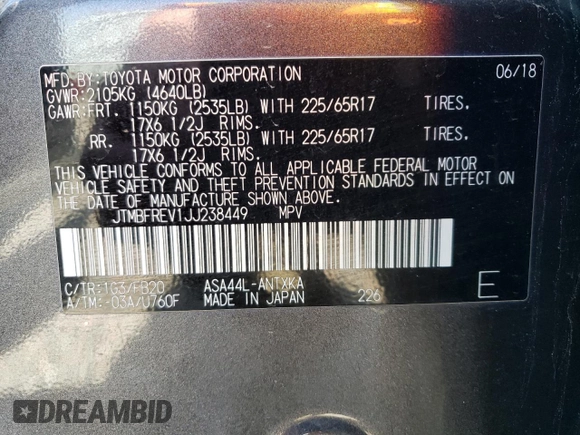 MFD.BY:TOYOTA MOTOR CORPORATION 06/18
GVWR:2105KG (4640LB)
GAWR:FRT. 1150KG (2535LB) WITH 225/65R17 TIRES.
17X6 1/2J RIMS.
RR. 1150KG (2535LB) WITH 225/65R17 TIRES.
17X6 1/2J RIMS.
THIS VEHICLE CONFORMS TO ALL APPLICABLE FEDERAL MOTOR
VEHICLE SAFETY AND THEFT PREVENTION STANDARDS IN EFFECT ON
THE DATE OF MANUFACTURE SHOWN ABOVE.
JTMBFREV1JJ238449 MPV
C/TR:1G3/FB20 ASA44L-ANTXKA
A/TM:-03A/U760F MADE IN JAPAN 226 E
DREAMBID